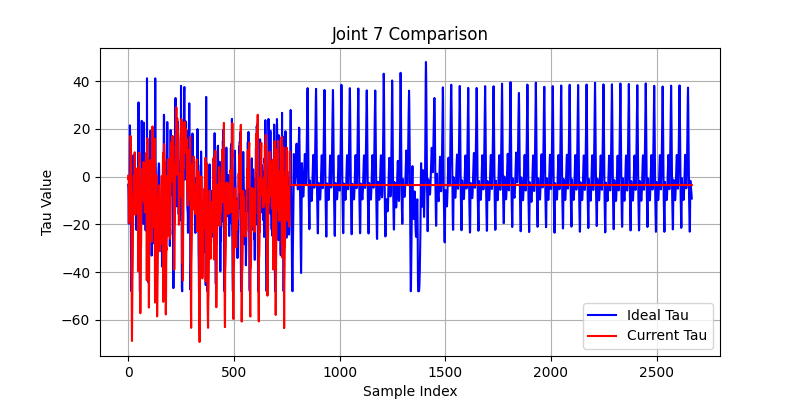 Joint 7 Comparison
Tau Value
40
20
0
−20
−40
−60
0
500
1000
1500
2000
2500
Sample Index
Ideal Tau
Current Tau